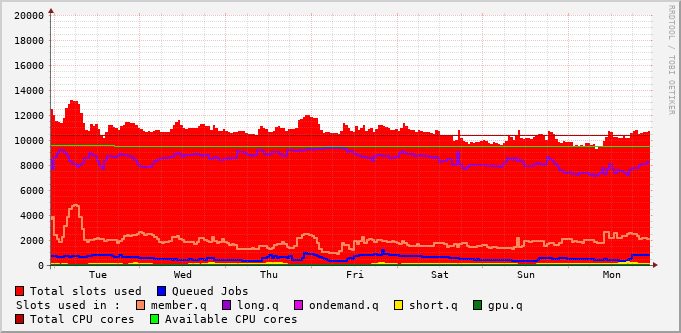 RRDTOOL / TOBI OETIKER
20000
18000
16000
14000
12000
10000
8000
6000
4000
2000
0
Tue Wed Thu Fri Sat Sun Mon
Total slots used Queued Jobs
Slots used in : member.q long.q ondemand.q short.q gpu.q
Total CPU cores Available CPU cores